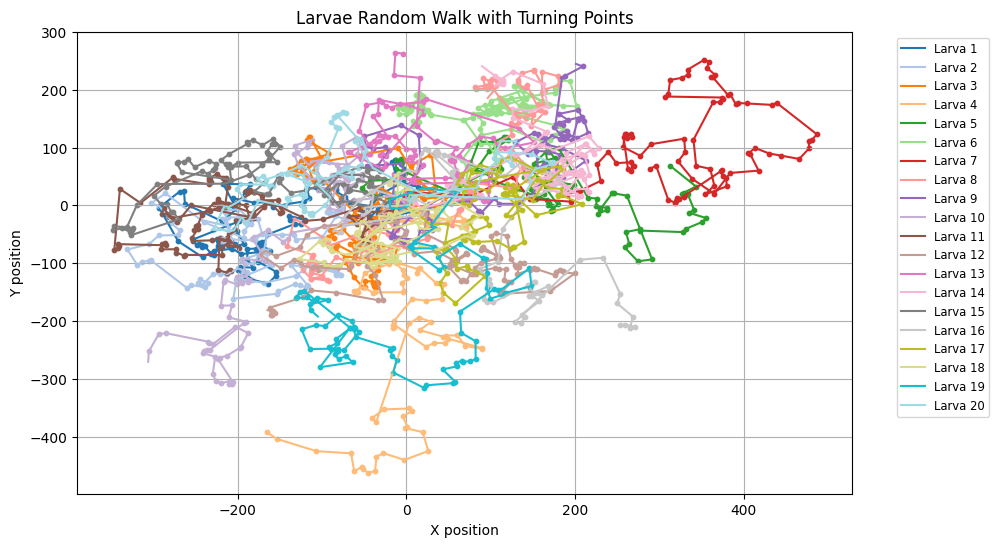 Larvae Random Walk with Turning Points
300
200
100
0
−100
−200
−300
−400
Y position
−200
0
200
400
X position
Larva 1
Larva 2
Larva 3
Larva 4
Larva 5
Larva 6
Larva 7
Larva 8
Larva 9
Larva 10
Larva 11
Larva 12
Larva 13
Larva 14
Larva 15
Larva 16
Larva 17
Larva 18
Larva 19
Larva 20